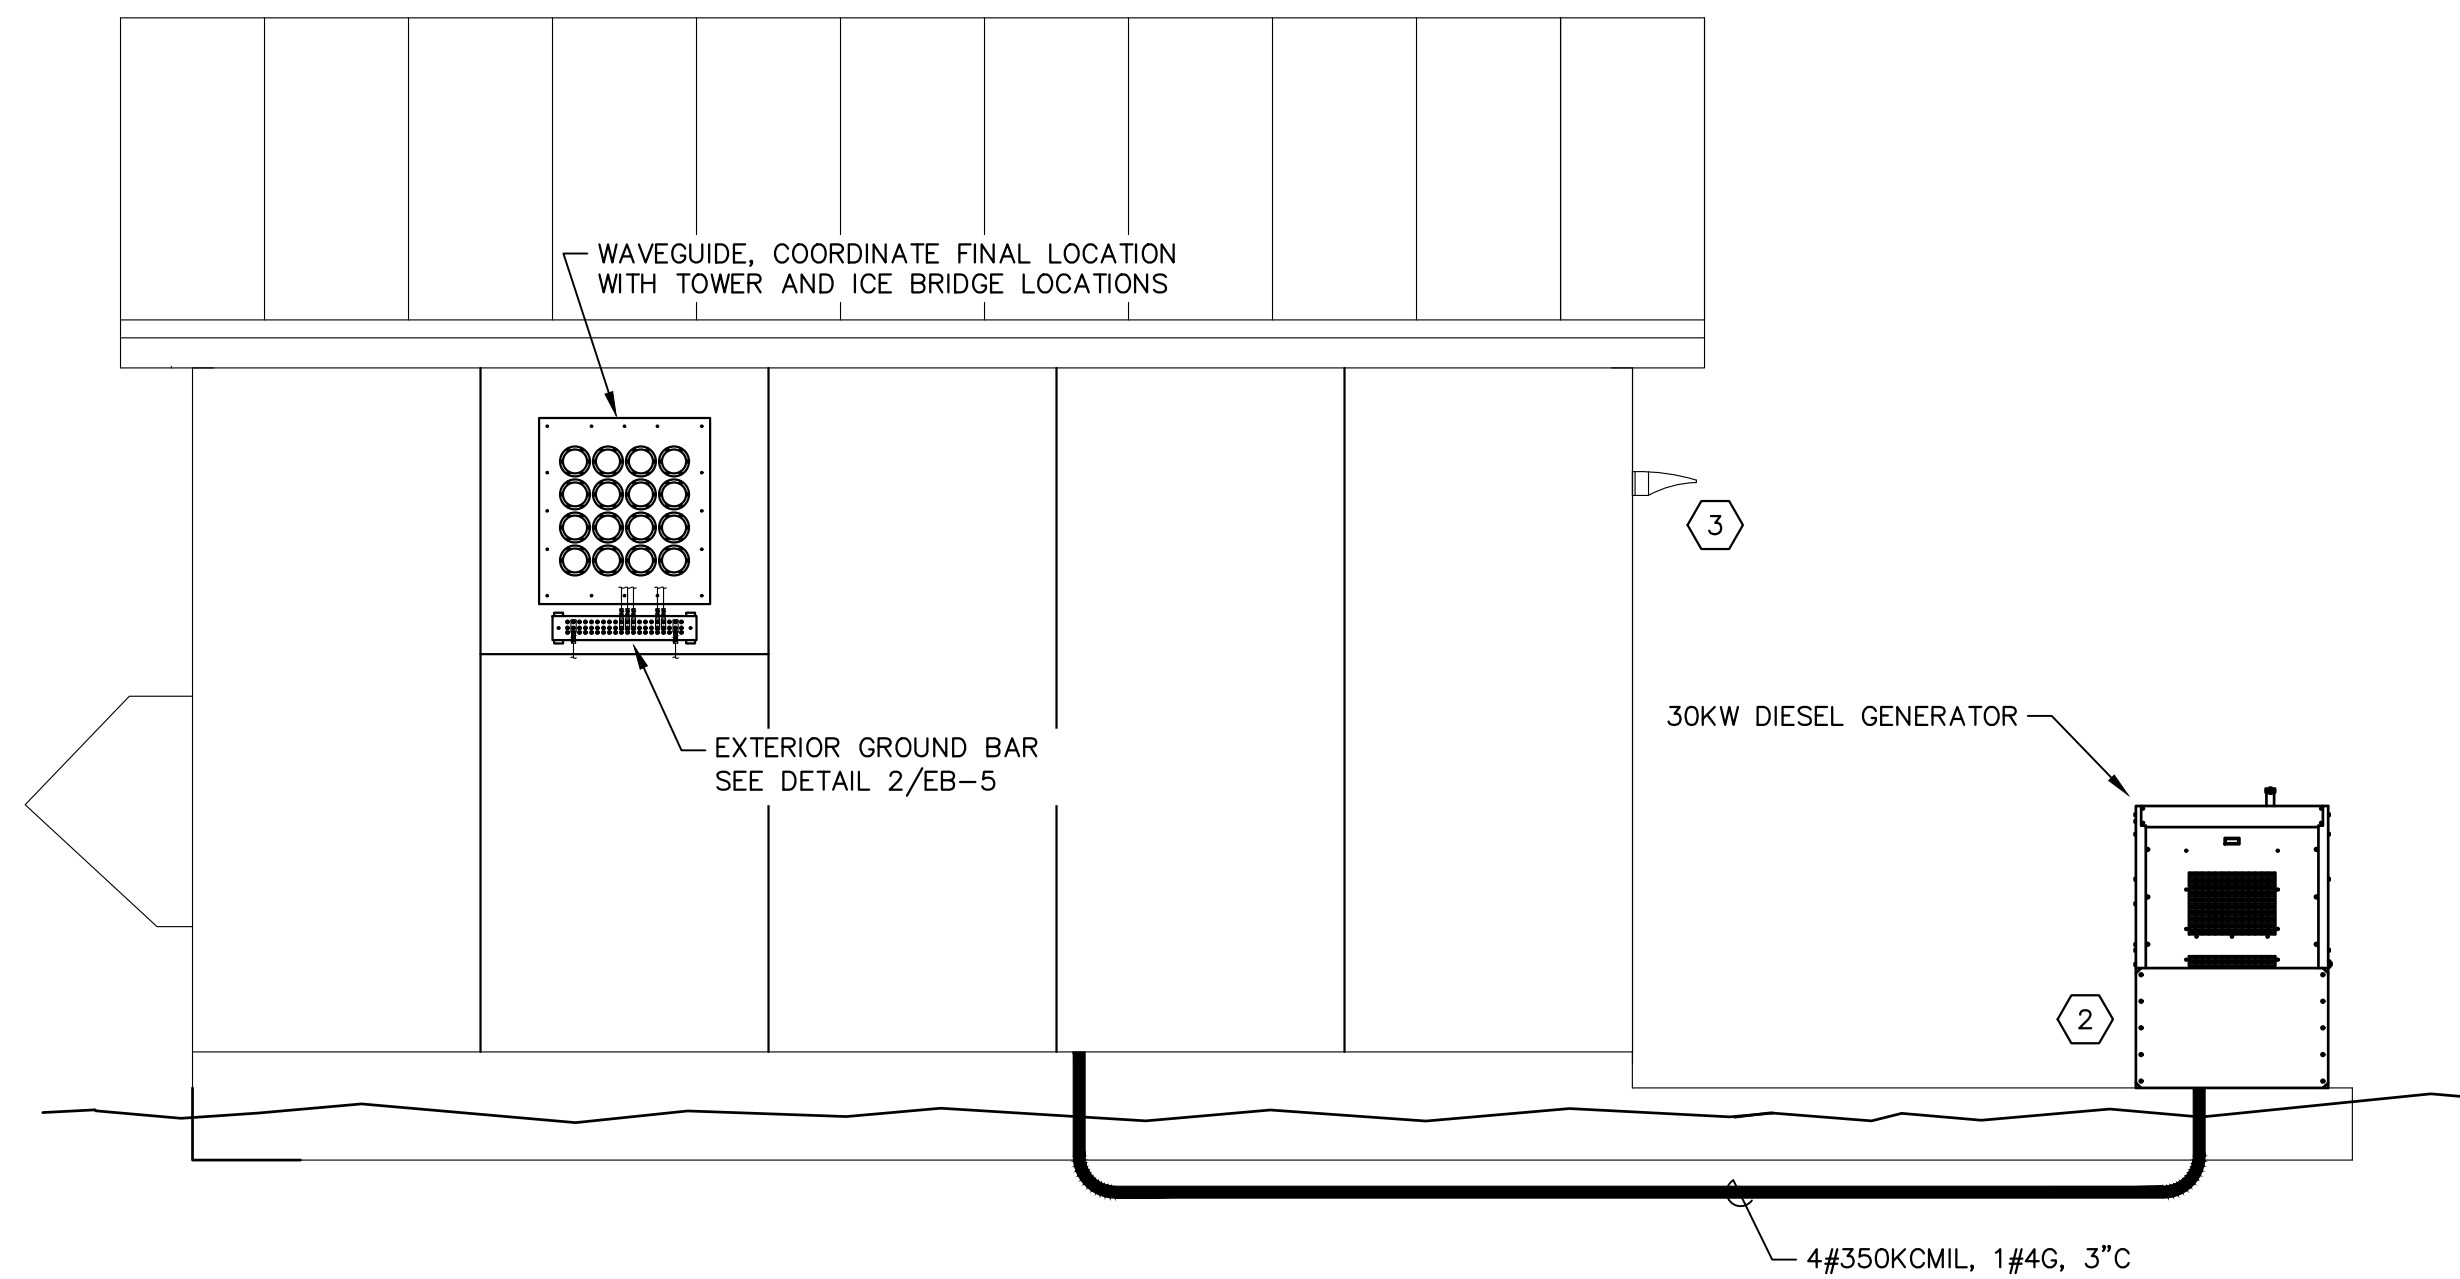 WAVEGUIDE, COORDINATE FINAL LOCATION
WITH TOWER AND ICE BRIDGE LOCATIONS
3
30KW DIESEL GENERATOR
EXTERIOR GROUND BAR
SEE DETAIL 2/EB-5
2
4#350KCMIL, 1#4G, 3"C